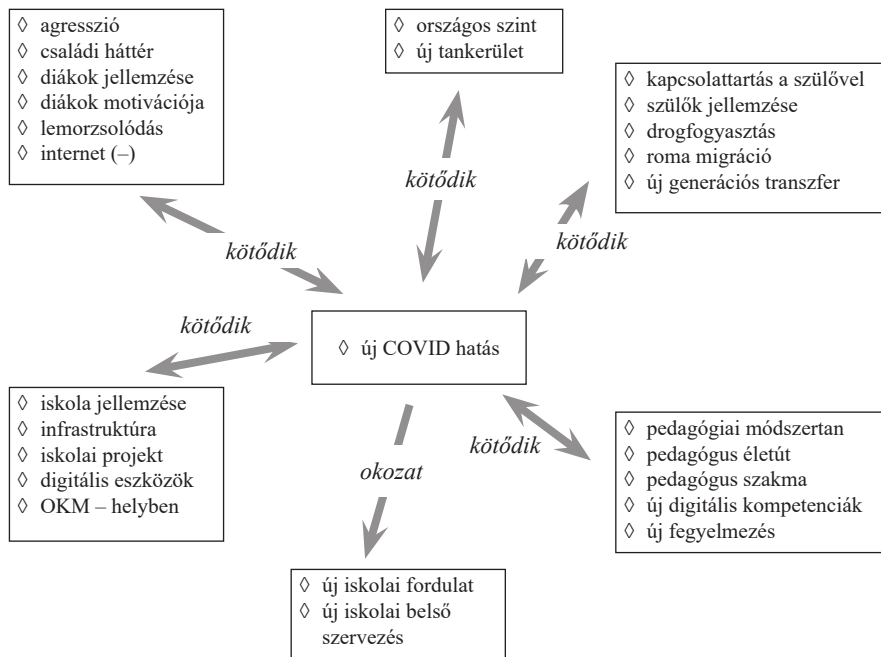 ◊ agresszió
◊ családi háttér
◊ diákok jellemzése
◊ diákok motivációja
◊ lemorzsolódás
◊ internet (–)
◊ országos szint
◊ új tankerület
◊ kapcsolattartás a szülővel
◊ szülők jellemzése
◊ drogfogyasztás
◊ roma migráció
◊ új generációs transzfer
kötődik
kötődik
kötődik
kötődik
◊ új COVID hatás
◊ iskola jellemzése
◊ infrastruktúra
◊ iskolai projekt
◊ digitális eszközök
◊ OKM – helyben
okozat
kötődik
◊ pedagógiai módszertan
◊ pedagógus életút
◊ pedagógus szakma
◊ új digitális kompetenciák
◊ új fegyelmezés
◊ új iskolai fordulat
◊ új iskolai belső
szervezés